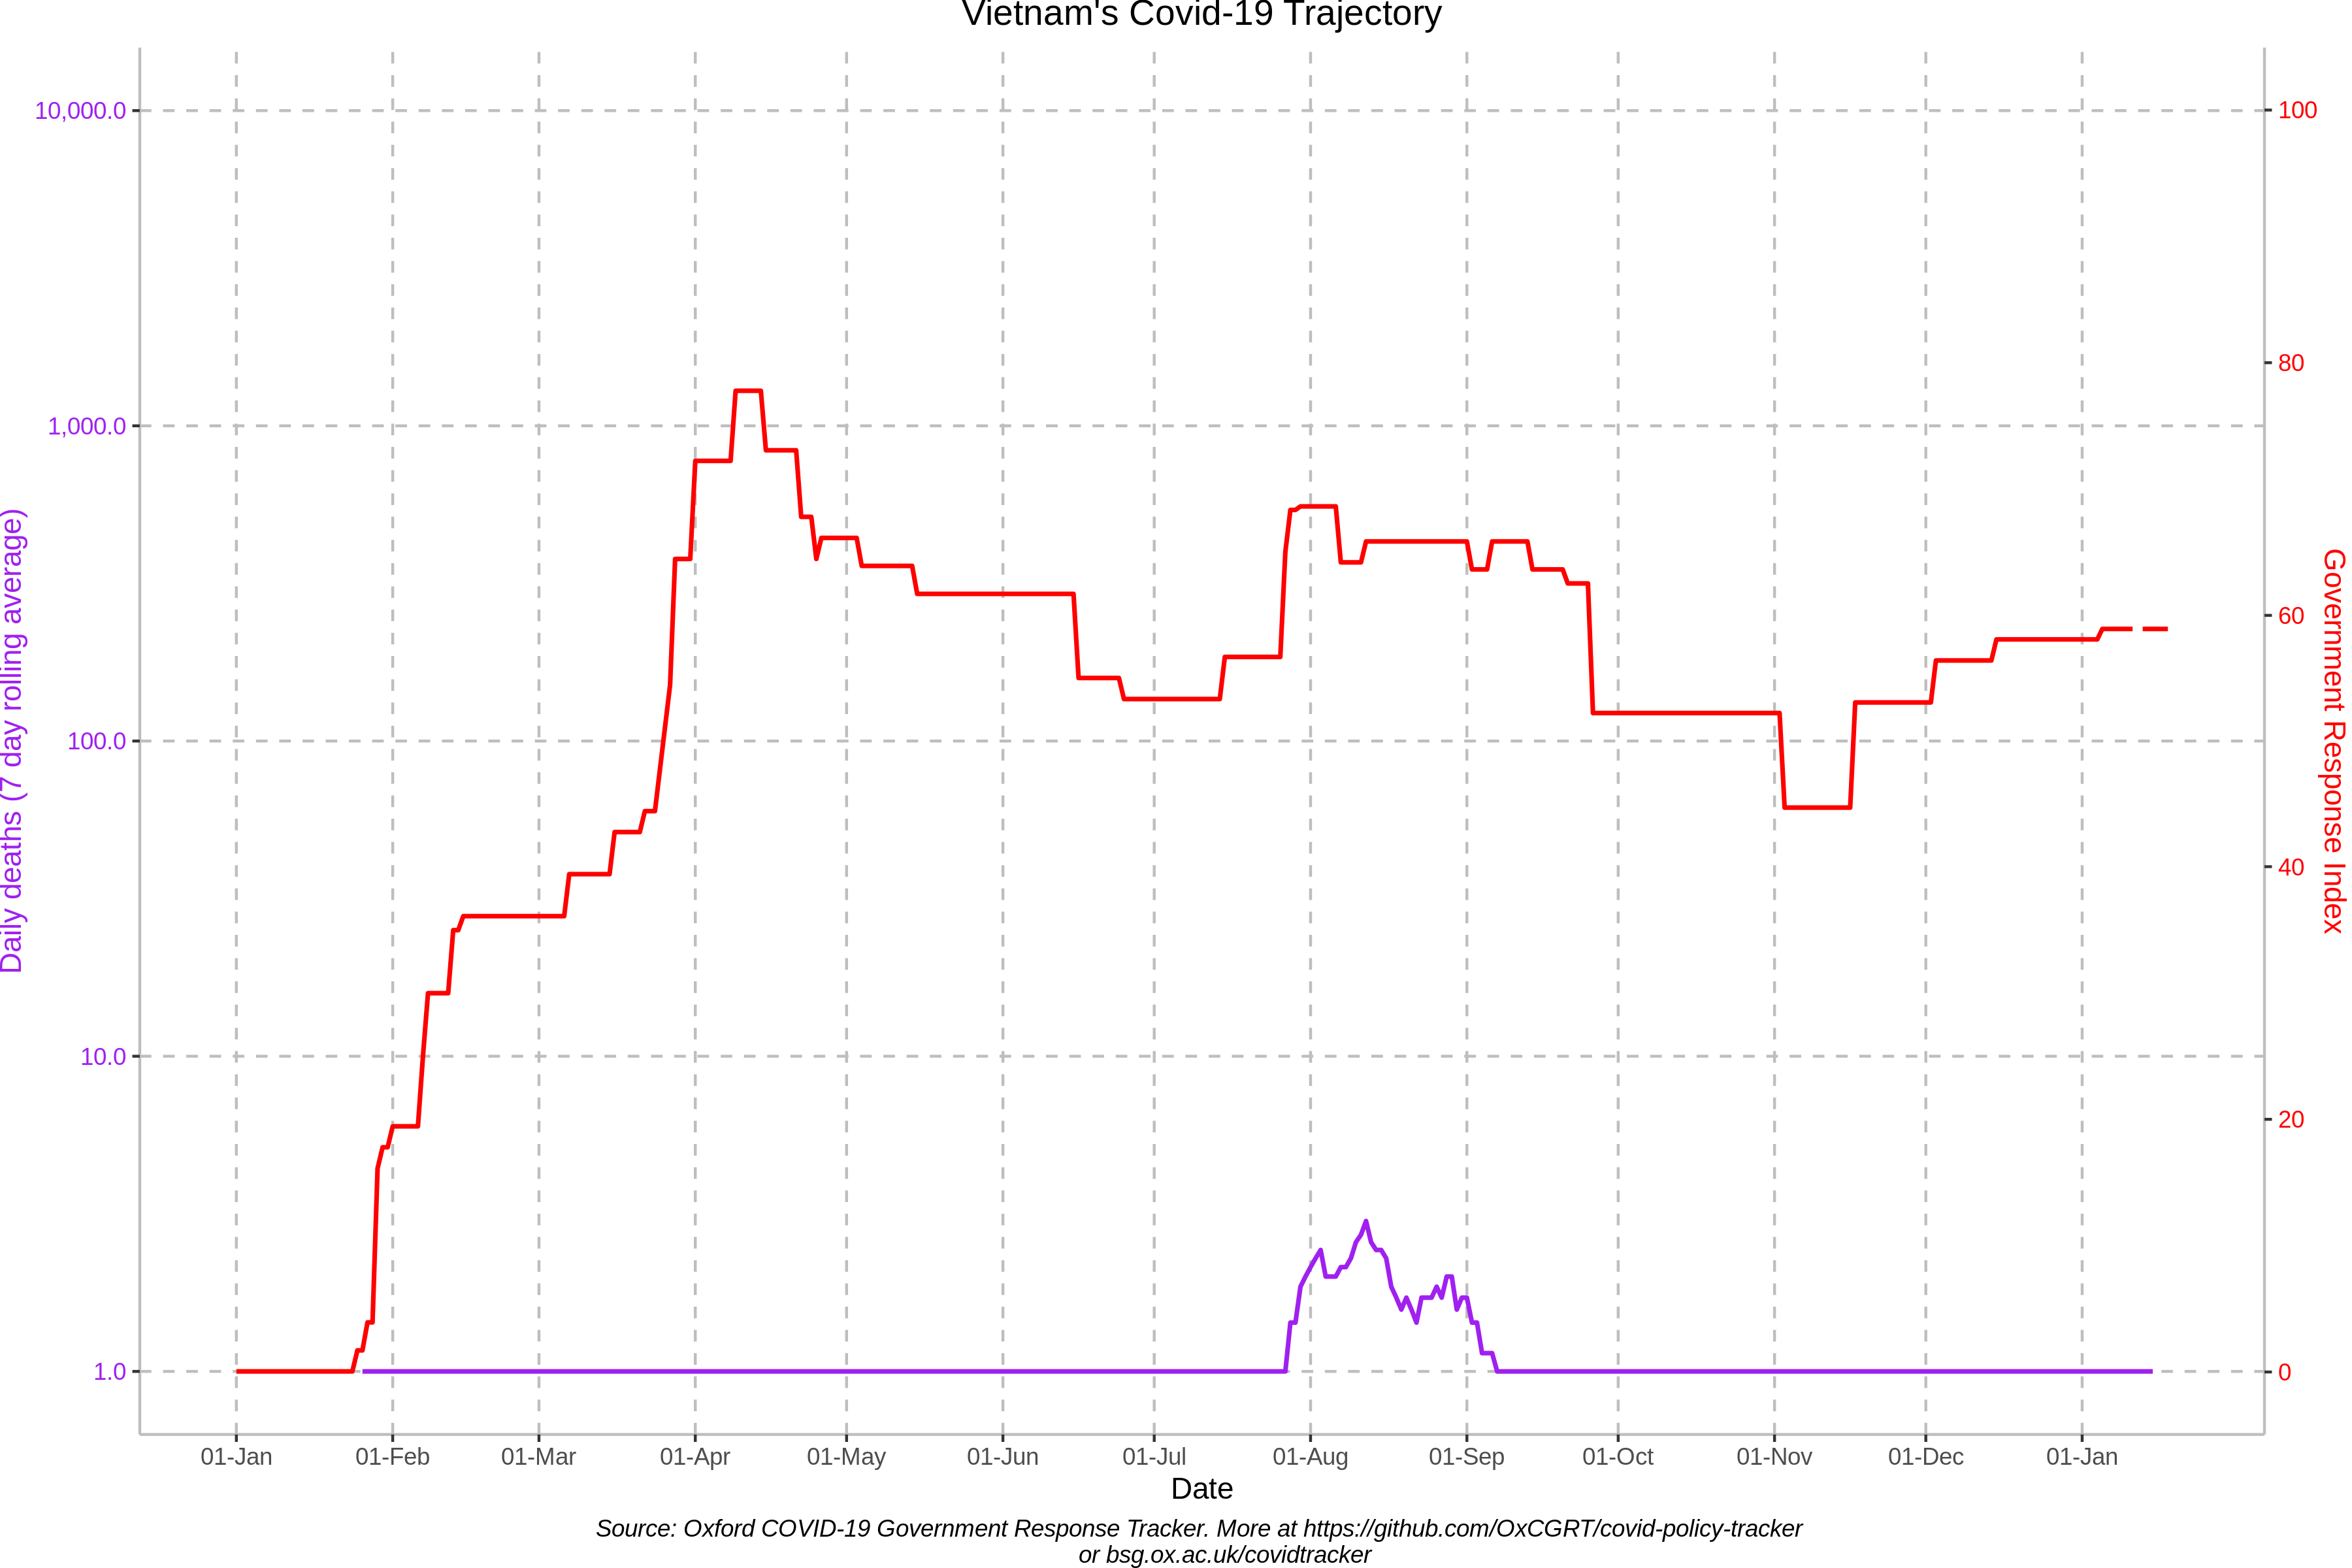 Vietnam's Covid-19 Trajectory
10,000.0
1,000.0
100.0
10.0
1.0
Daily deaths (7 day rolling average)
100
80
60
40
20
0
Government Response Index
01-Jan 01-Feb 01-Mar 01-Apr 01-May 01-Jun 01-Jul 01-Aug 01-Sep 01-Oct 01-Nov 01-Dec 01-Jan
Date
Source: Oxford COVID-19 Government Response Tracker. More at https://github.com/OxCGRT/covid-policy-tracker
or bsg.ox.ac.uk/covidtracker